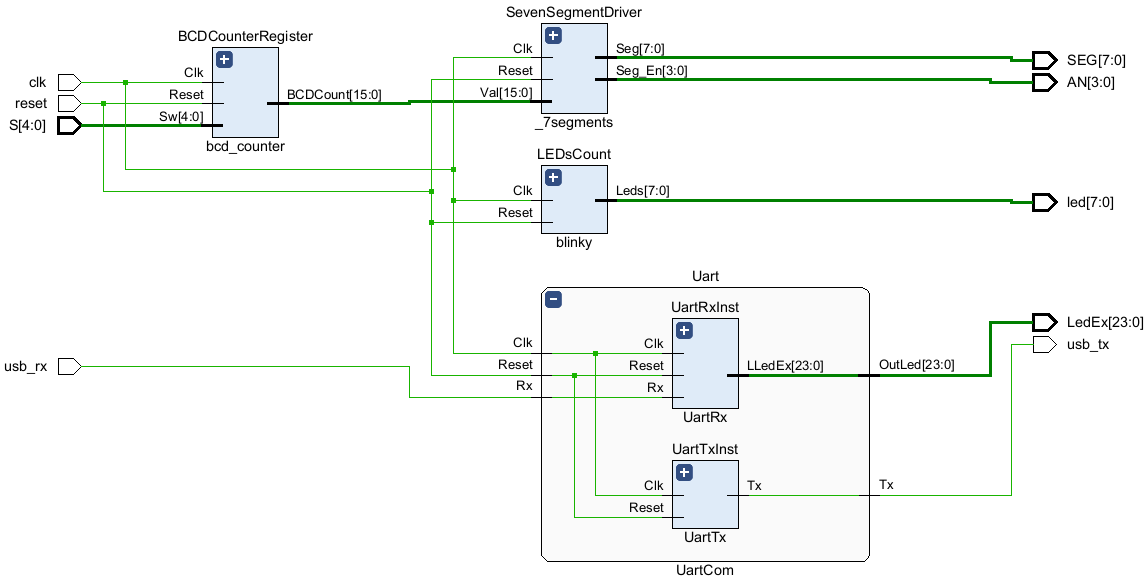 SevenSegmentDriver
BCDCounterRegister
Clk
Seg[7:0]
SEG[7:0]
Clk
Reset
Seg_En[3:0]
AN[3:0]
clk
Reset
BCDCount[15:0]
Val[15:0]
reset
Sw[4:0]
_7segments
S[4:0]
bcd_counter
LEDsCount
Clk
Leds[7:0]
led[7:0]
Reset
blinky
Uart
UartRxInst
LedEx[23:0]
Clk
Clk
usb_tx
usb_rx
Reset
Reset
LLedEx[23:0]
OutLed[23:0]
Rx
Rx
UartRx
UartTxInst
Clk
Tx
Tx
Reset
UartTx
UartCom